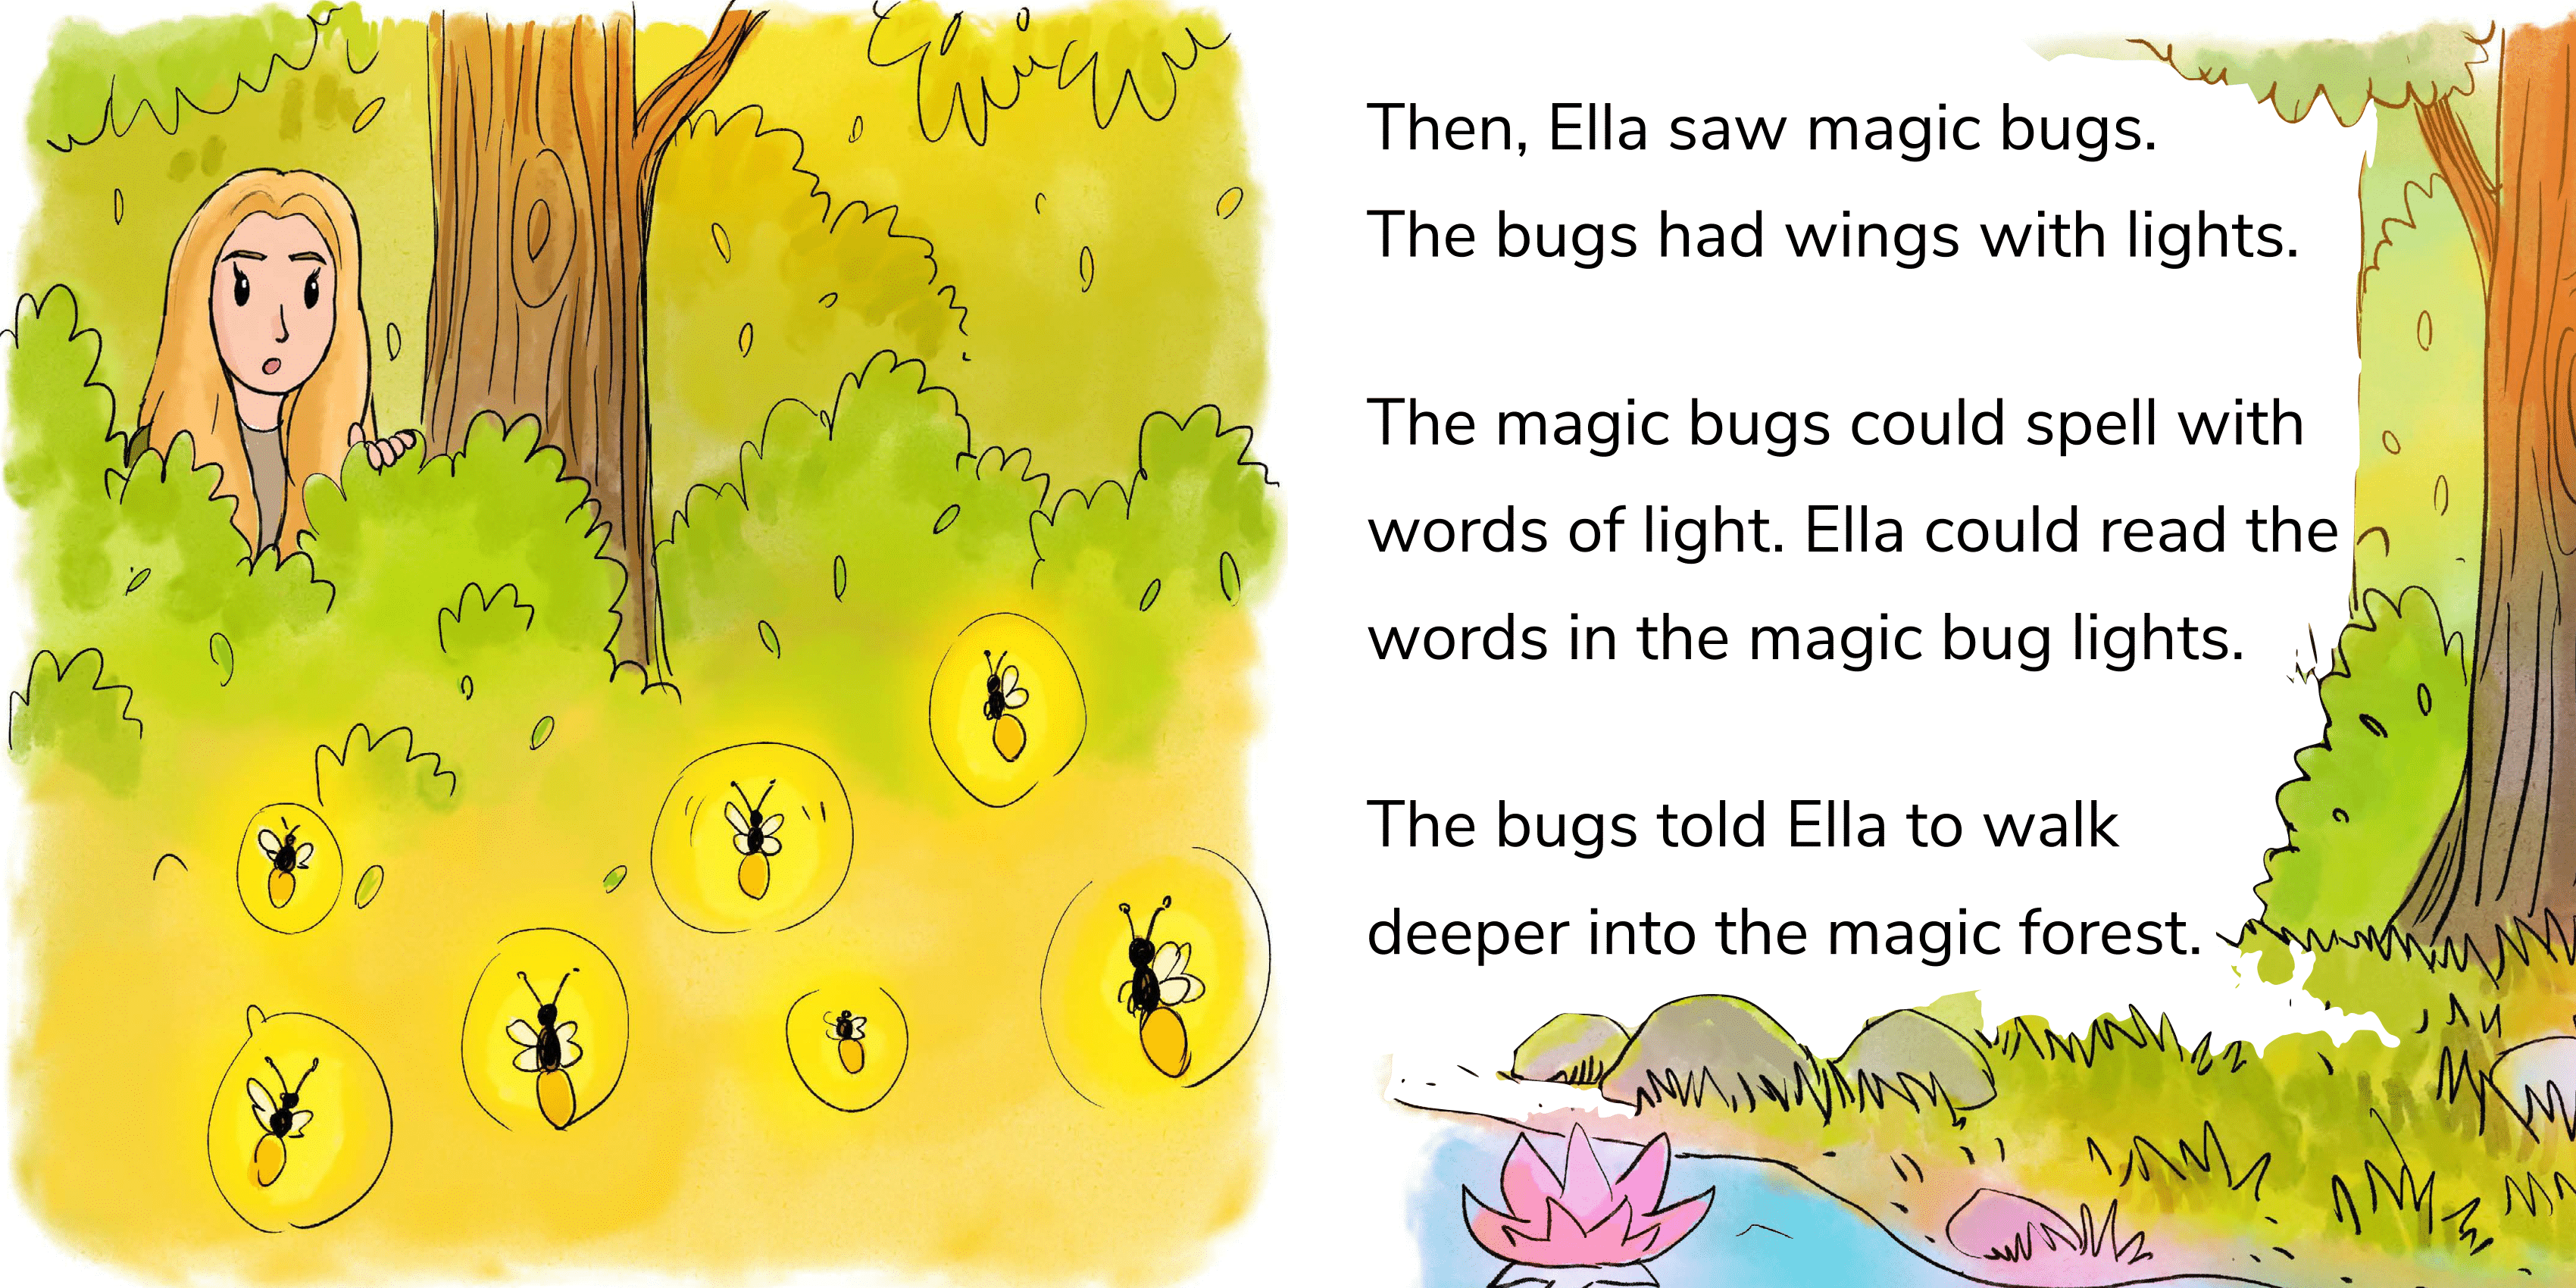 Then, Ella saw magic bugs.
The bugs had wings with lights.
The magic bugs could spell with
words of light. Ella could read the
words in the magic bug lights.
The bugs told Ella to walk
deeper into the magic forest.